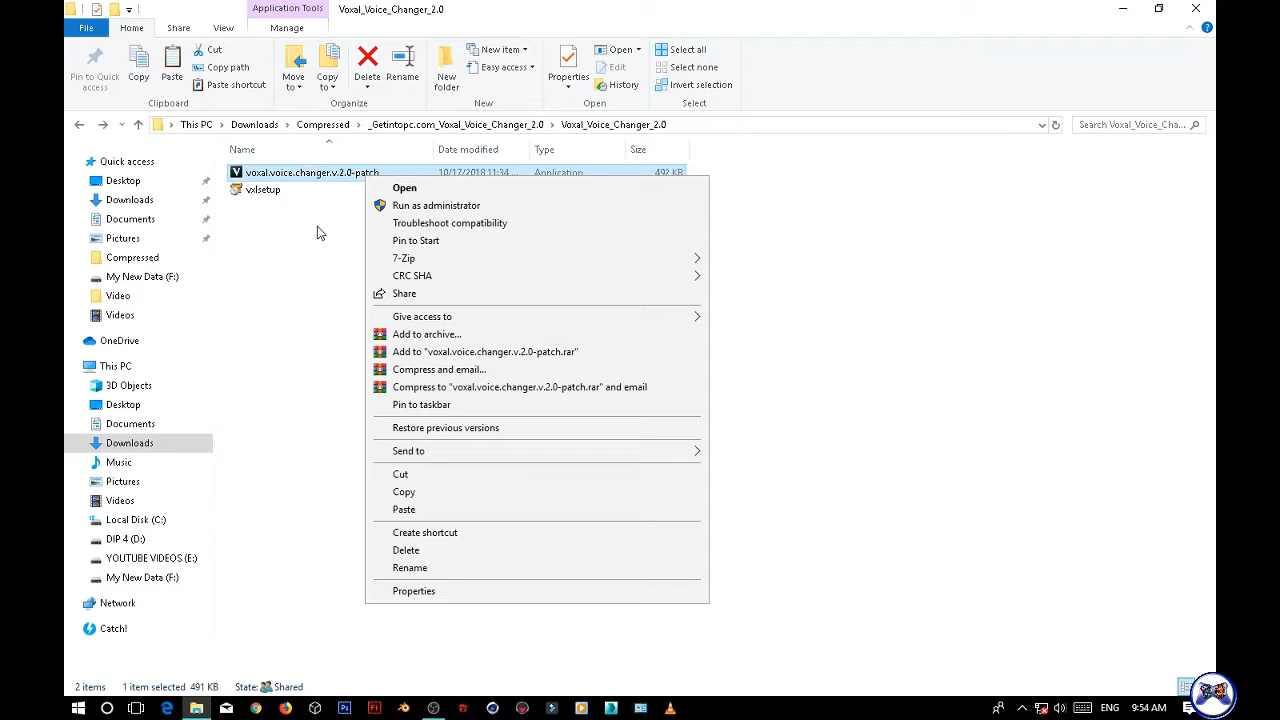 Application Tools
Voxal_Voice_Changer_2.0
File
Home
Share
View
Manage
Pin to Quick access
Copy
Paste
Cut
Copy path
Paste shortcut
Clipboard
Move to
Copy to
Delete
Rename
Organize
New folder
New item
Easy access
New
Properties
Open
Edit
History
Open
Select all
Select none
Invert selection
Select
This PC > Downloads > Compressed > _Getintopc.com_Voxal_Voice_Changer_2.0 > Voxal_Voice_Changer_2.0
Search Voxal_Voice_Cha...
Name
Date modified
Type
Size
voxal.voice.changer.v.2.0-patch
10/17/2018 11:34 ...
Application
492 KB
vxlsetup
Quick access
Desktop
Downloads
Documents
Pictures
Compressed
My New Data (F:)
Video
Videos
OneDrive
This PC
3D Objects
Desktop
Documents
Downloads
Music
Pictures
Videos
Local Disk (C:)
DIP 4 (D:)
YOUTUBE VIDEOS (E:)
My New Data (F:)
Network
Catch!
Open
Run as administrator
Troubleshoot compatibility
Pin to Start
7-Zip
CRC SHA
Share
Give access to
Add to archive...
Add to "voxal.voice.changer.v.2.0-patch.rar"
Compress and email...
Compress to "voxal.voice.changer.v.2.0-patch.rar" and email
Pin to taskbar
Restore previous versions
Send to
Cut
Copy
Paste
Create shortcut
Delete
Rename
Properties
2 items
1 item selected 491 KB
State: Shared
ENG
9:54 AM